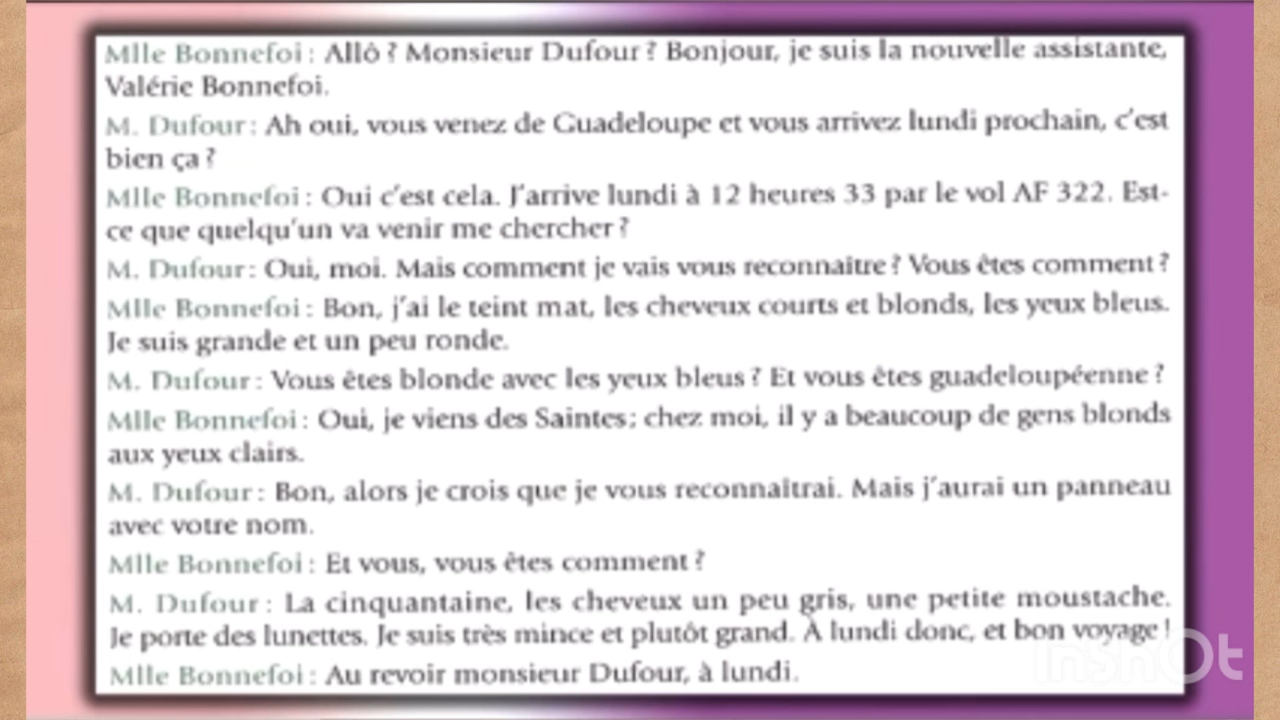 Mlle Bonnefoi : Allô ? Monsieur Dufour ? Bonjour, je suis la nouvelle assistante,
Valérie Bonnefoi.
M. Dufour : Ah oui, vous venez de Guadeloupe et vous arrivez lundi prochain, c'est
bien ça ?
Mlle Bonnefoi : Oui c'est cela. J'arrive lundi à 12 heures 33 par le vol AF 322. Est-
ce que quelqu'un va venir me chercher ?
M. Dufour : Oui, moi. Mais comment je vais vous reconnaître ? Vous êtes comment ?
Mlle Bonnefoi : Bon, j'ai le teint mat, les cheveux courts et blonds, les yeux bleus.
Je suis grande et un peu ronde.
M. Dufour : Vous êtes blonde avec les yeux bleus ? Et vous êtes guadeloupéenne ?
Mlle Bonnefoi : Oui, je viens des Saintes ; chez moi, il y a beaucoup de gens blonds
aux yeux clairs.
M. Dufour : Bon, alors je crois que je vous reconnaîtrai. Mais j'aurai un panneau
avec votre nom.
Mlle Bonnefoi : Et vous, vous êtes comment ?
M. Dufour : La cinquantaine, les cheveux un peu gris, une petite moustache.
Je porte des lunettes. Je suis très mince et plutôt grand. À lundi donc, et bon voyage !
Mlle Bonnefoi : Au revoir monsieur Dufour, à lundi.
InShOt